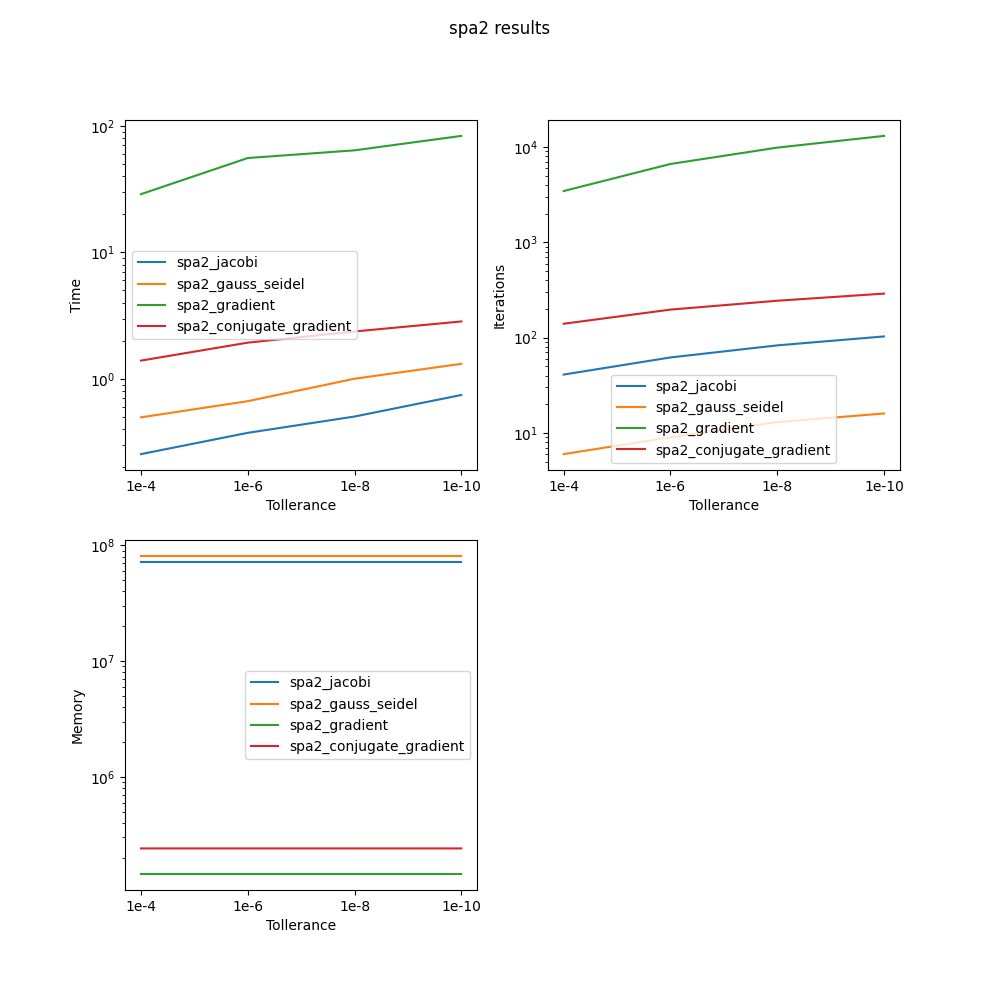 spa2 results
10²
10¹
10⁰
Time
spa2_jacobi
spa2_gauss_seidel
spa2_gradient
spa2_conjugate_gradient
1e-4 1e-6 1e-8 1e-10
Tollerance
10⁴
10³
10²
10¹
Iterations
spa2_jacobi
spa2_gauss_seidel
spa2_gradient
spa2_conjugate_gradient
1e-4 1e-6 1e-8 1e-10
Tollerance
10⁸
10⁷
10⁶
Memory
spa2_jacobi
spa2_gauss_seidel
spa2_gradient
spa2_conjugate_gradient
1e-4 1e-6 1e-8 1e-10
Tollerance